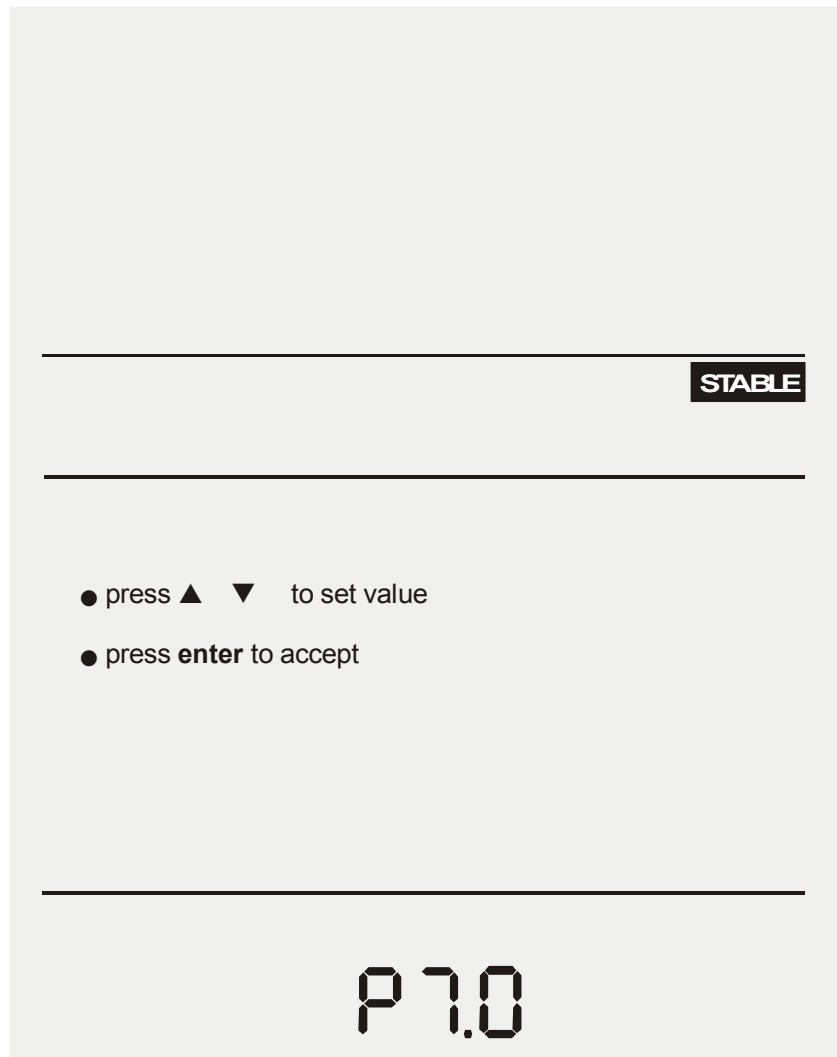 STABLE
● press ▲ ▼ to set value
● press enter to accept
P7.0